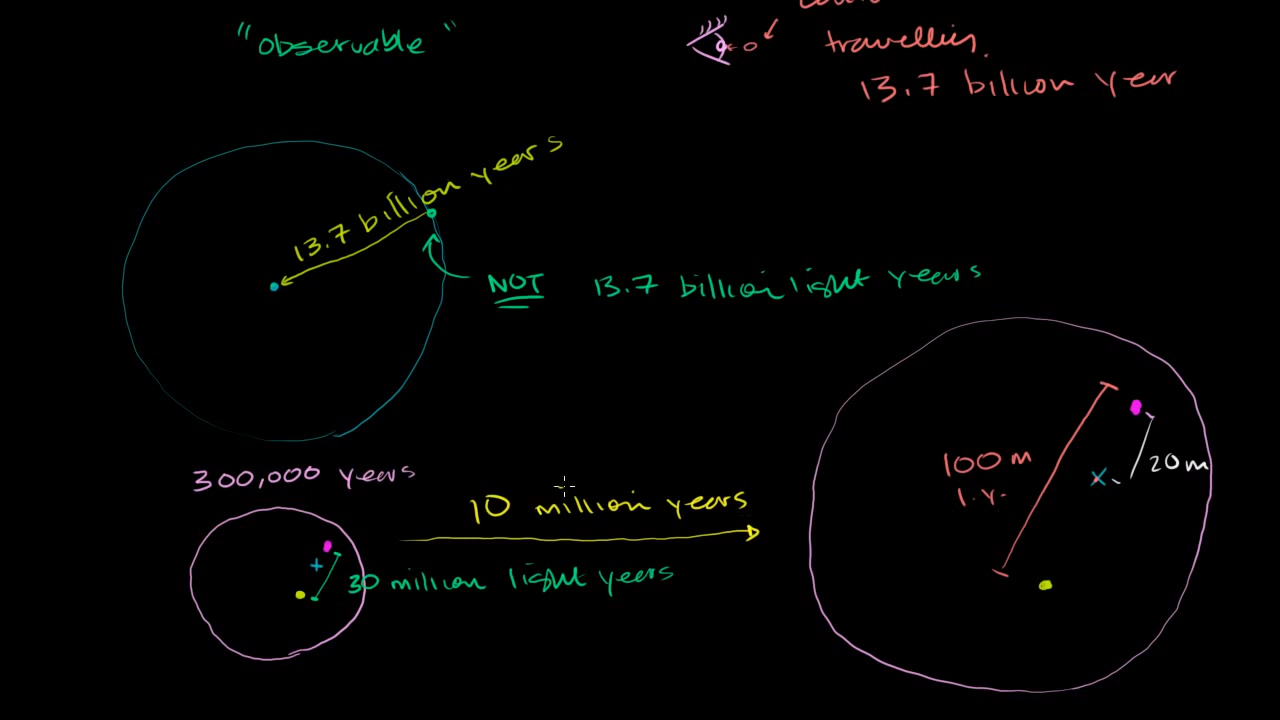 "observable"
travelling
13.7 billion year
13.7 billion years
NOT 13.7 billion light years
300,000 years
10 million years
30 million light years
100 m
l.y.
20m